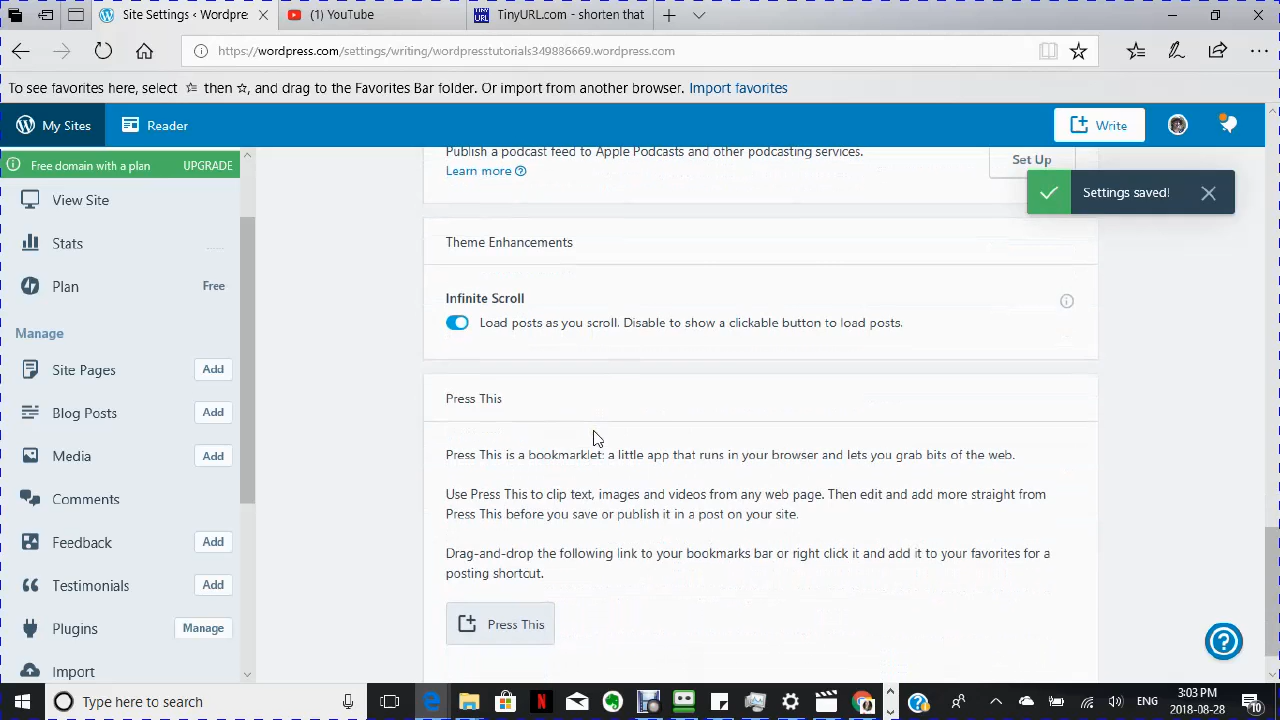 Site Settings ‹ Wordpre:
(1) YouTube
TINY URL
TinyURL.com - shorten that
https://wordpress.com/settings/writing/wordpresstutorials349886669.wordpress.com
To see favorites here, select ☆ then ☆, and drag to the Favorites Bar folder. Or import from another browser. Import favorites
My Sites
Reader
Write
Free domain with a plan UPGRADE
Publish a podcast feed to Apple Podcasts and other podcasting services.
Learn more
Set Up
Settings saved!
View Site
Stats
Plan Free
Manage
Site Pages Add
Blog Posts Add
Media Add
Comments
Feedback Add
Testimonials Add
Plugins Manage
Import
Theme Enhancements
Infinite Scroll
Load posts as you scroll. Disable to show a clickable button to load posts.
Press This
Press This is a bookmarklet: a little app that runs in your browser and lets you grab bits of the web.
Use Press This to clip text, images and videos from any web page. Then edit and add more straight from
Press This before you save or publish it in a post on your site.
Drag-and-drop the following link to your bookmarks bar or right click it and add it to your favorites for a
posting shortcut.
Press This
Type here to search
ENG
3:03 PM
2018-08-28
10